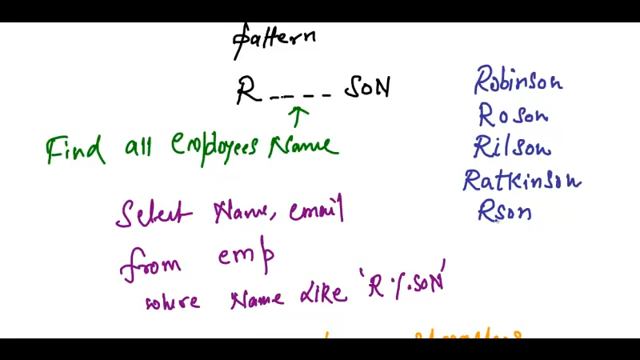 pattern
R _ _ _ _ SON
Find all employees Name
Select Name, email
from emp
where Name LIKE 'R%SON'
Robinson
Roson
Rilson
Ratkinson
Rson